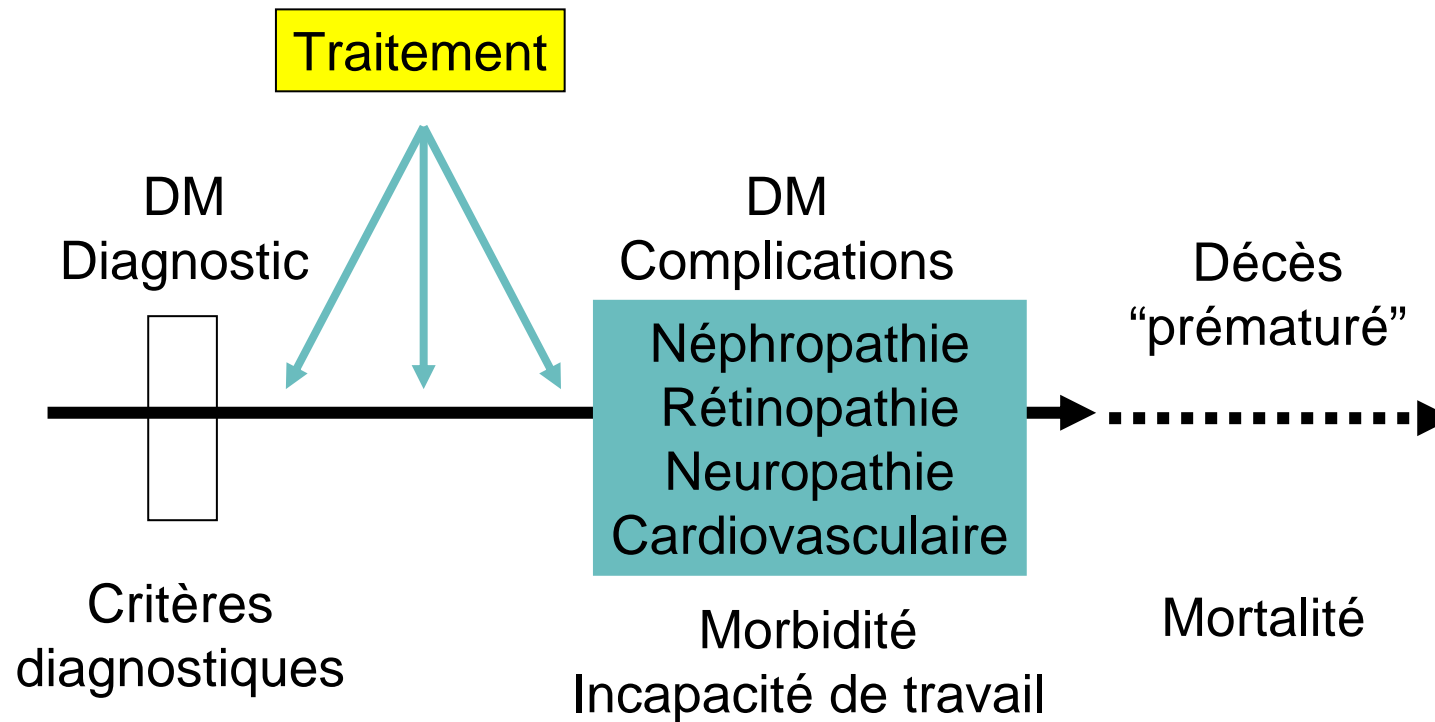 Traitement
DM
Diagnostic
DM
Complications
Décès
“prématuré”
Néphropathie
Rétinopathie
Neuropathie
Cardiovasculaire
Critères
diagnostiques
Morbidité
Incapacité de travail
Mortalité